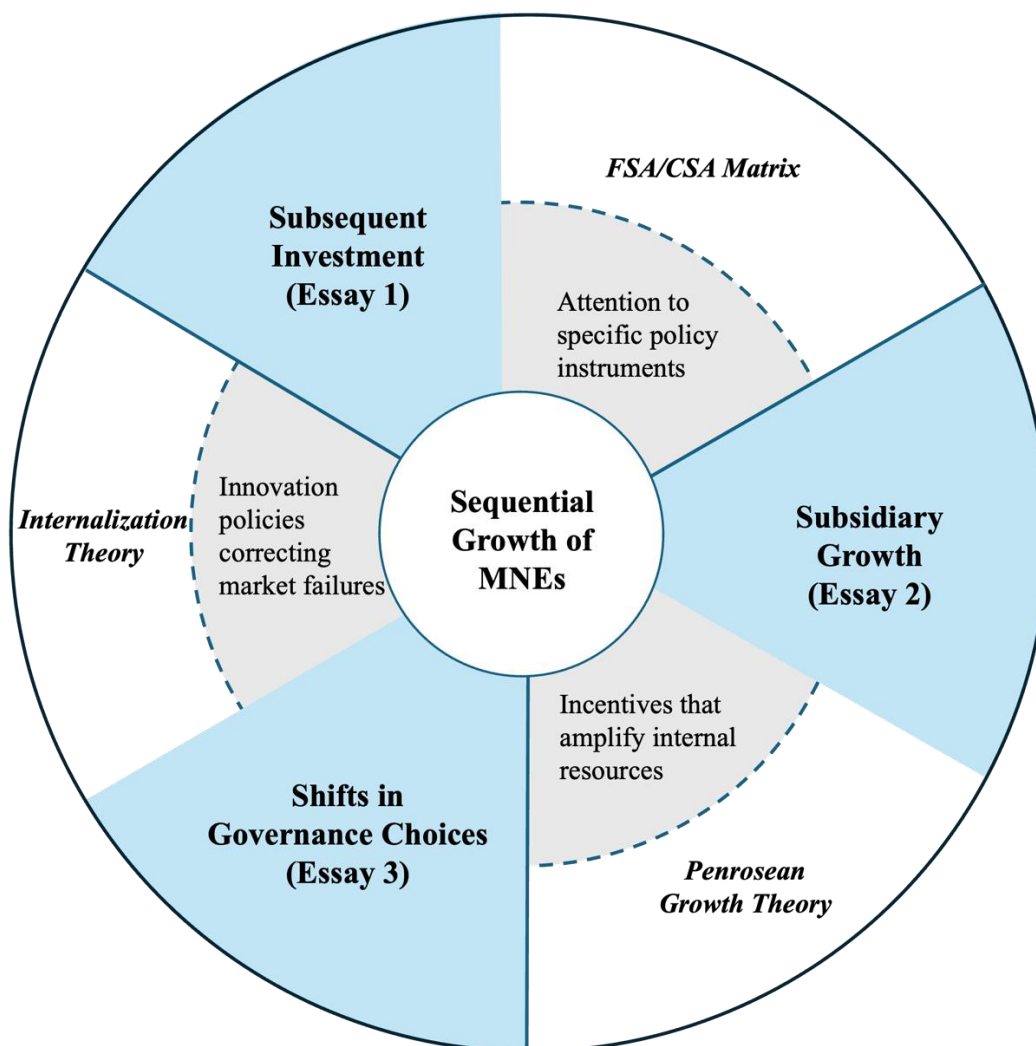 FSA/CSA Matrix
Subsequent
Investment
(Essay 1)
Attention to
specific policy
instruments
Internalization
Theory
Innovation
policies
correcting
market failures
Sequential
Growth of
MNEs
Subsidiary
Growth
(Essay 2)
Shifts in
Governance Choices
(Essay 3)
Incentives that
amplify internal
resources
Penrosean
Growth Theory